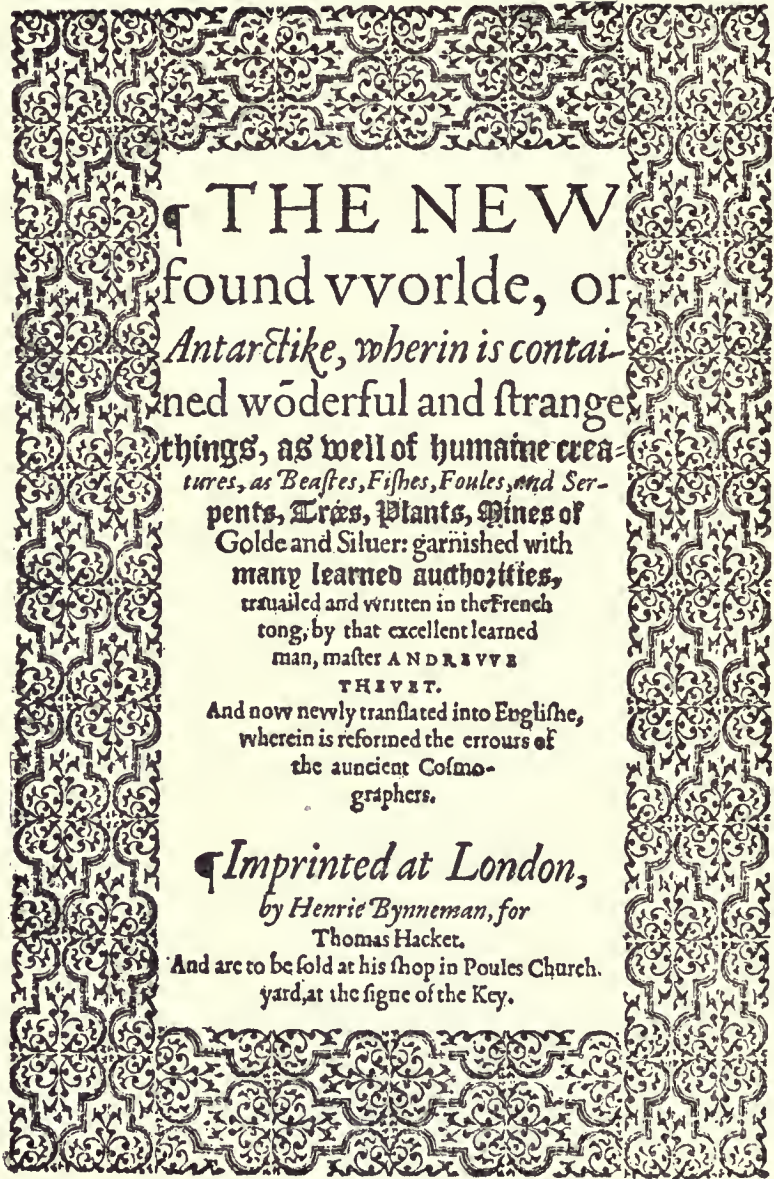 ¶ THE NEVV
found vvorlde, or
Antarctike, wherin is contai-
ned wōderful and ſtrange
things, as well of humaine crea-
tures, as Beaſtes, Fiſhes, Foules, and Ser-
pents, Trées, Plants, Mines of
Golde and Siluer: garniſhed with
many learned aucthorities,
trauailed and written in the French
tong, by that excellent learned
man, maſter ANDREVVE
THEVET.
And now newly tranſlated into Engliſhe,
wherein is reformed the errours of
the auncient Coſmo-
graphers.
¶ Imprinted at London,
by Henrie Bynneman, for
Thomas Hacket.
And are to be ſold at his ſhop in Poules Church.
yard, at the ſigne of the Key.